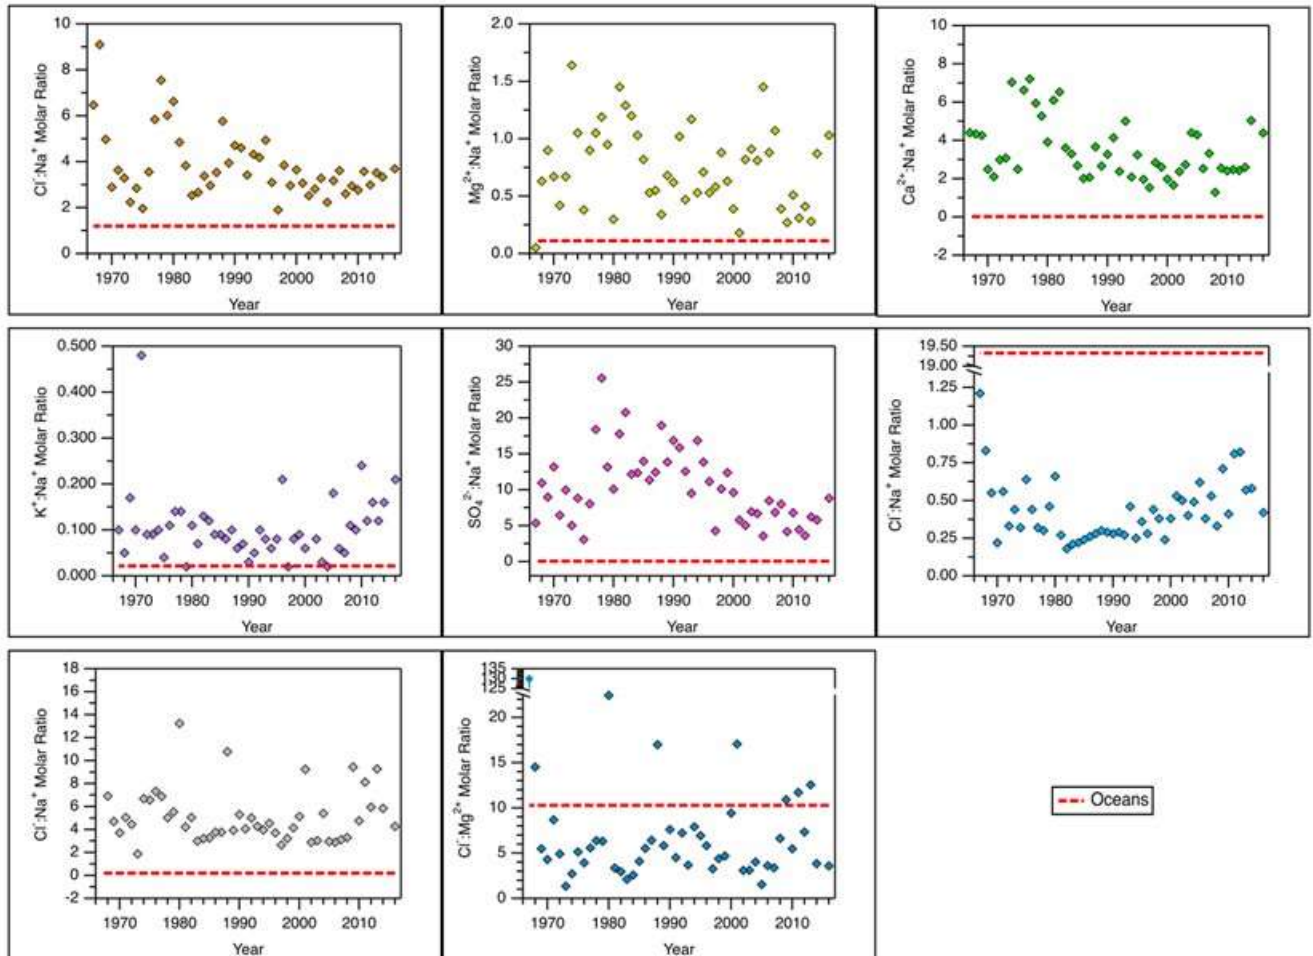 10
8
6
4
2
0
Cl⁻:Na⁺ Molar Ratio
1970 1980 1990 2000 2010
Year
2.0
1.5
1.0
0.5
0.0
Mg²⁺:Na⁺ Molar Ratio
1970 1980 1990 2000 2010
Year
10
8
6
4
2
0
-2
Ca²⁺:Na⁺ Molar Ratio
1970 1980 1990 2000 2010
Year
0.500
0.400
0.300
0.200
0.100
0.000
K⁺:Na⁺ Molar Ratio
1970 1980 1990 2000 2010
Year
30
25
20
15
10
5
0
SO₄²⁻:Na⁺ Molar Ratio
1970 1980 1990 2000 2010
Year
19.50
19.00
1.25
1.00
0.75
0.50
0.25
0.00
Cl⁻:Na⁺ Molar Ratio
1970 1980 1990 2000 2010
Year
18
16
14
12
10
8
6
4
2
0
-2
Cl⁻:Na⁺ Molar Ratio
1970 1980 1990 2000 2010
Year
135
130
125
20
15
10
5
0
Cl⁻:Mg²⁺ Molar Ratio
1970 1980 1990 2000 2010
Year
Oceans